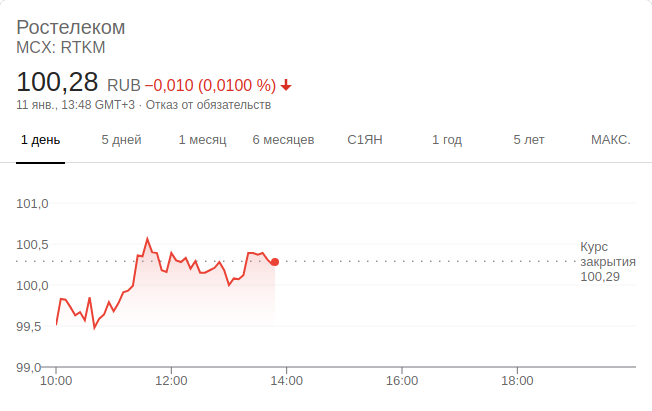 Ростелеком
MCX: RTKM
100,28 RUB −0,010 (0,0100 %)
11 янв., 13:48 GMT+3 · Отказ от обязательств
1 день 5 дней 1 месяц 6 месяцев С1ЯН 1 год 5 лет МАКС.
101,0
100,5
100,0
99,5
99,0
Курс
закрытия
100,29
10:00 12:00 14:00 16:00 18:00